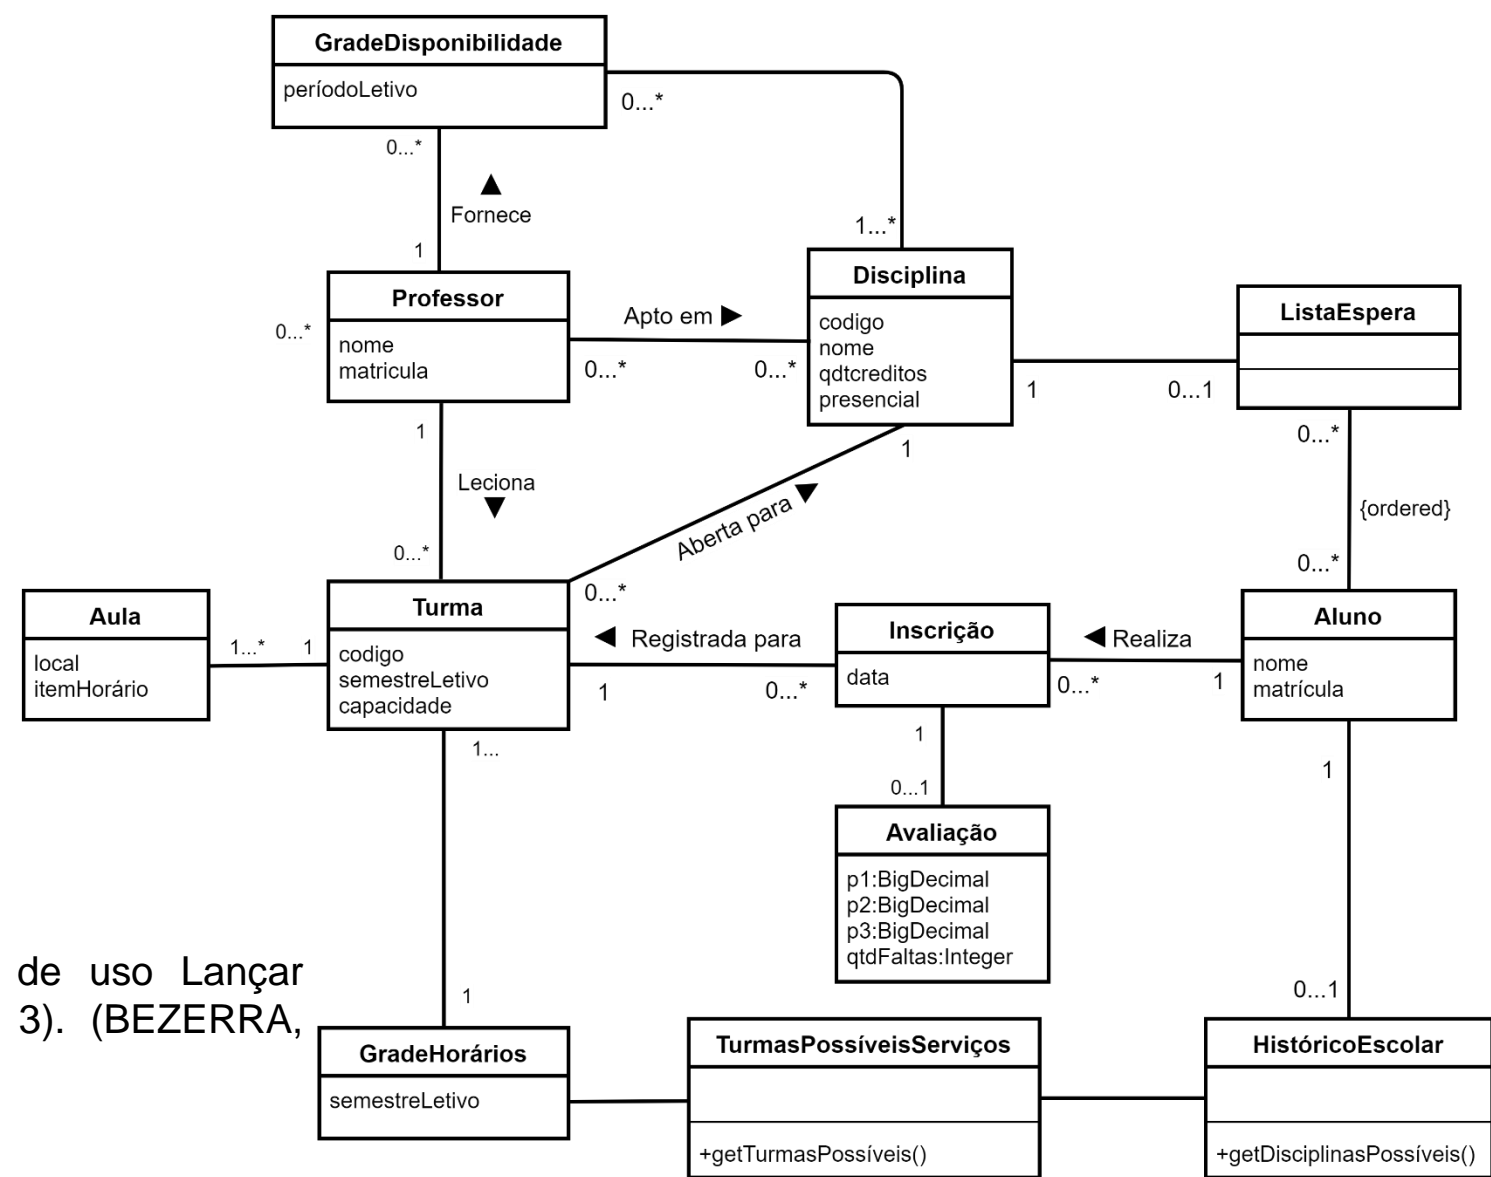 GradeDisponibilidade
períodoLetivo
0...*
0...*
Fornece
1
1...*
Professor
nome
matricula
0...*
Apto em
0...*
0...*
Disciplina
codigo
nome
qdtcreditos
presencial
1
0...1
ListaEspera
1
Leciona
0...*
1
Aberta para
0...*
0...*
{ordered}
0...*
Aula
local
itemHorário
1...*
1
Turma
codigo
semestreLetivo
capacidade
Registrada para
1
0...*
Inscrição
data
Realiza
0...*
1
Aluno
nome
matrícula
1...
1
0...1
1
Avaliação
p1:BigDecimal
p2:BigDecimal
p3:BigDecimal
qtdFaltas:Integer
de uso Lançar
3). (BEZERRA,
1
0...1
GradeHorários
semestreLetivo
TurmasPossíveisServiços
+getTurmasPossíveis()
HistóricoEscolar
+getDisciplinasPossíveis()